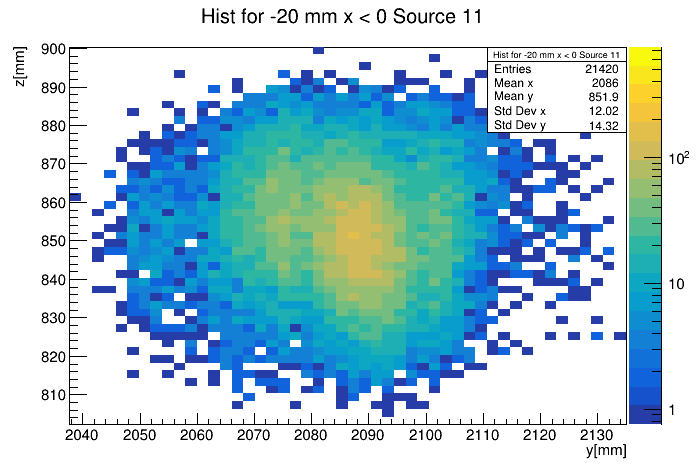 Hist for -20 mm x < 0 Source 11
z[mm]
900
890
880
870
860
850
840
830
820
810
Hist for -20 mm x < 0 Source 11
Entries 21420
Mean x 2086
Mean y 851.9
Std Dev x 12.02
Std Dev y 14.32
10²
10
1
2040 2050 2060 2070 2080 2090 2100 2110 2120 2130
y[mm]